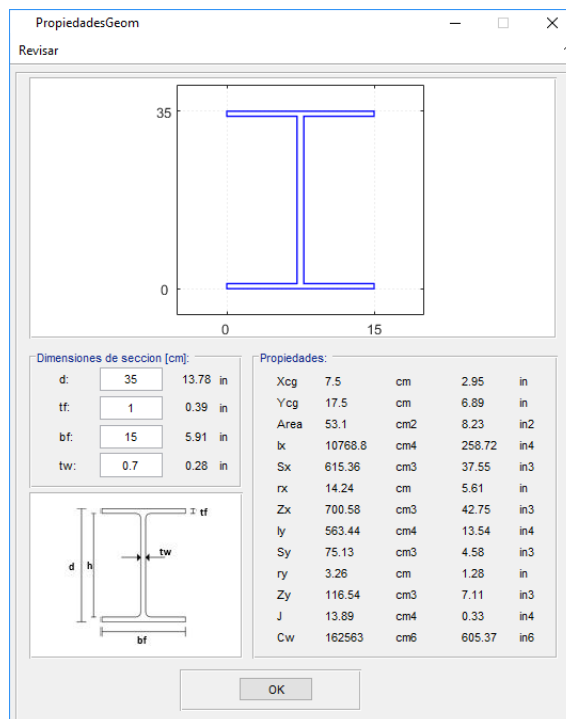 PropiedadesGeom
Revisar
35
0
0 15
Dimensiones de seccion [cm]:
d: 35 13.78 in
tf: 1 0.39 in
bf: 15 5.91 in
tw: 0.7 0.28 in
tf
tw
d h
bf
Propiedades:
Xcg 7.5 cm 2.95 in
Ycg 17.5 cm 6.89 in
Area 53.1 cm2 8.23 in2
Ix 10768.8 cm4 258.72 in4
Sx 615.36 cm3 37.55 in3
rx 14.24 cm 5.61 in
Zx 700.58 cm3 42.75 in3
Iy 563.44 cm4 13.54 in4
Sy 75.13 cm3 4.58 in3
ry 3.26 cm 1.28 in
Zy 116.54 cm3 7.11 in3
J 13.89 cm4 0.33 in4
Cw 162563 cm6 605.37 in6
OK